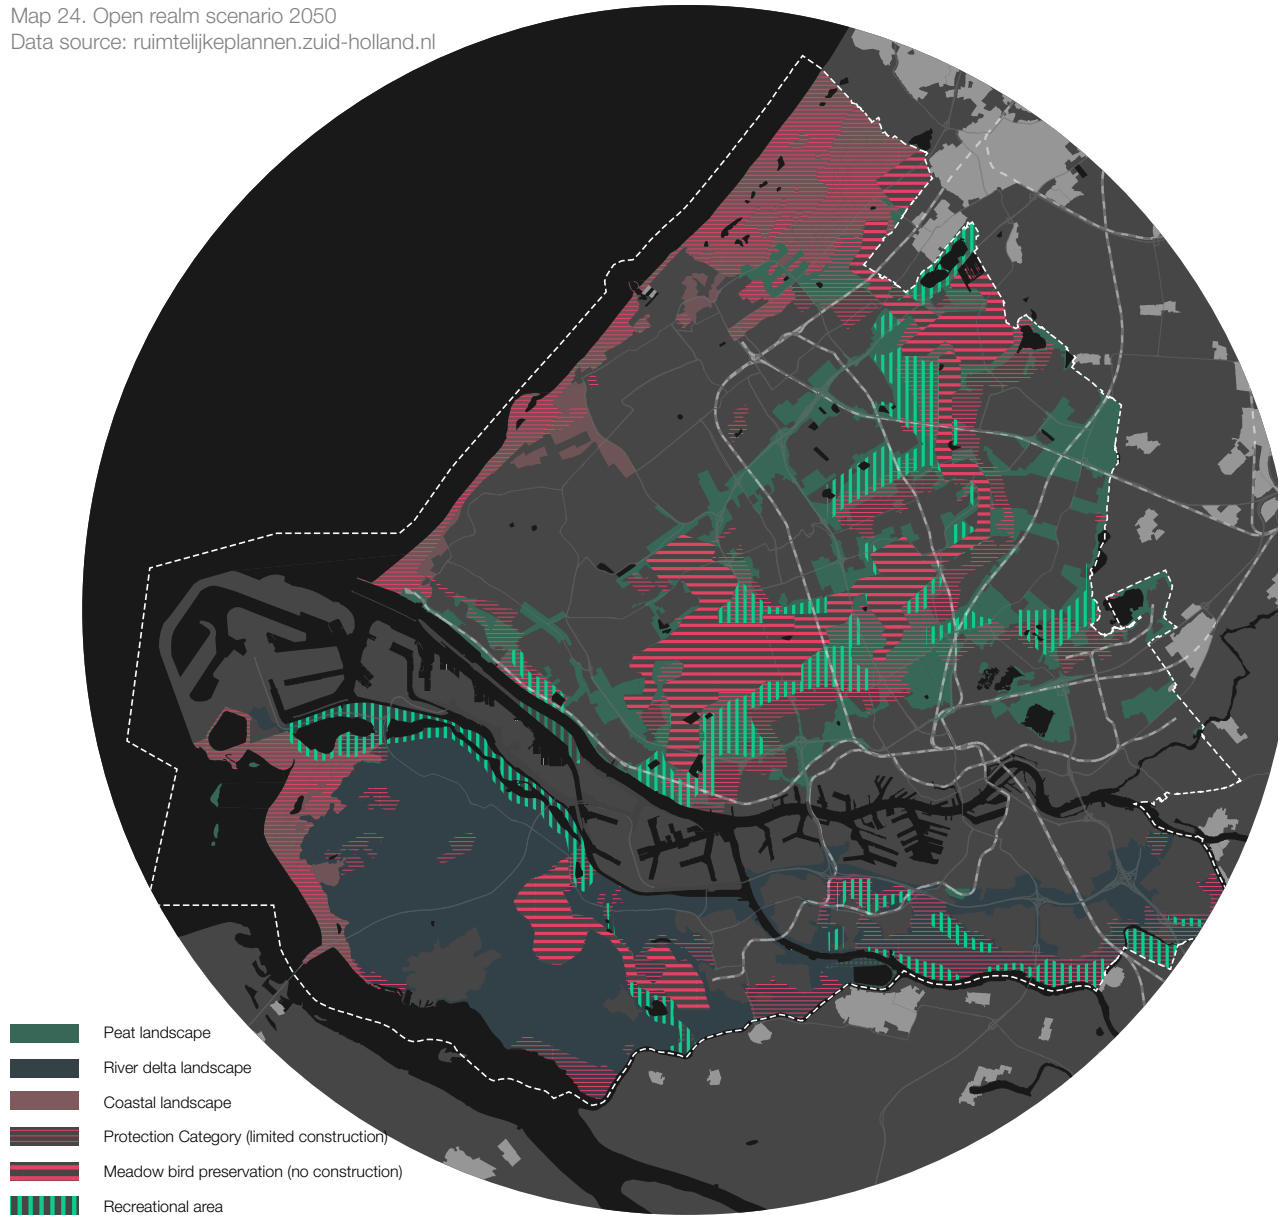 Map 24. Open realm scenario 2050
Data source: ruimtelijkeplannen.zuid-holland.nl
Peat landscape
River delta landscape
Coastal landscape
Protection Category (limited construction)
Meadow bird preservation (no construction)
Recreational area